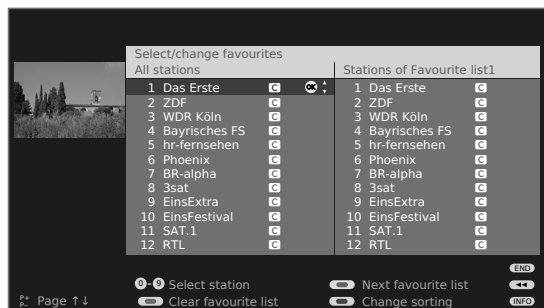 Select/change favourites
All stations Stations of Favourite list1
1 Das Erste C OK 1 Das Erste C
2 ZDF C 2 ZDF C
3 WDR Köln C 3 WDR Köln C
4 Bayrisches FS C 4 Bayrisches FS C
5 hr-fernsehen C 5 hr-fernsehen C
6 Phoenix C 6 Phoenix C
7 BR-alpha C 7 BR-alpha C
8 3sat C 8 3sat C
9 EinsExtra C 9 EinsExtra C
10 EinsFestival C 10 EinsFestival C
11 SAT.1 C 11 SAT.1 C
12 RTL C 12 RTL C
END
0-9 Select station Next favourite list
P+ P- Page ↑↓ Clear favourite list Change sorting INFO